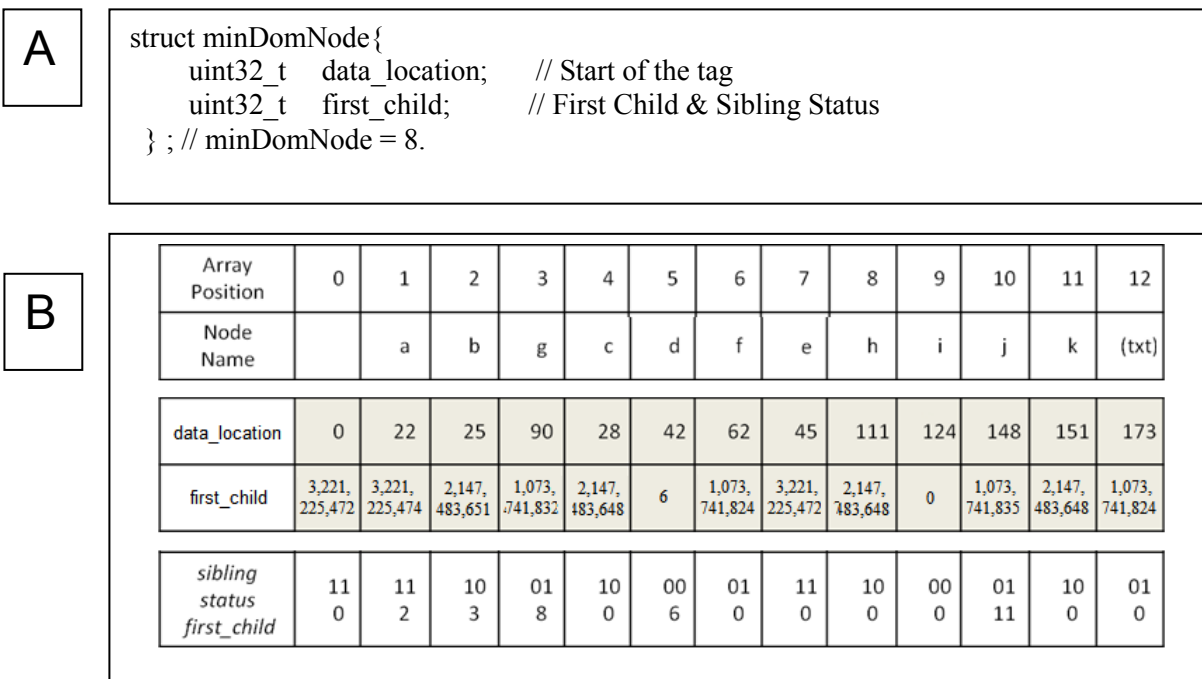 A
struct minDomNode{
uint32_t data_location; // Start of the tag
uint32_t first_child; // First Child & Sibling Status
} ; // minDomNode = 8.
B
Array Position 0 1 2 3 4 5 6 7 8 9 10 11 12
Node Name a b g c d f e h i j k (txt)
data_location 0 22 25 90 28 42 62 45 111 124 148 151 173
first_child 3,221,225,472 3,221,225,474 2,147,483,651 1,073,741,832 2,147,483,648 6 1,073,741,824 3,221,225,472 2,147,483,648 0 1,073,741,835 2,147,483,648 1,073,741,824
sibling status 11 11 10 01 10 00 01 11 10 00 01 10 01
first_child 0 2 3 8 0 6 0 0 0 0 11 0 0